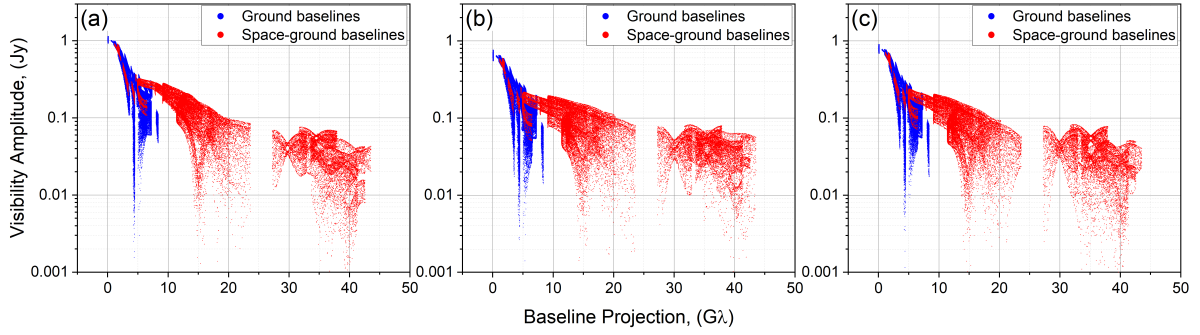 (a)
Ground baselines
Space-ground baselines
(b)
Ground baselines
Space-ground baselines
(c)
Ground baselines
Space-ground baselines
Visibility Amplitude, (Jy)
1
0.1
0.01
0.001
0 10 20 30 40 50
1
0.1
0.01
0.001
0 10 20 30 40 50
1
0.1
0.01
0.001
0 10 20 30 40 50
Baseline Projection, (Gλ)